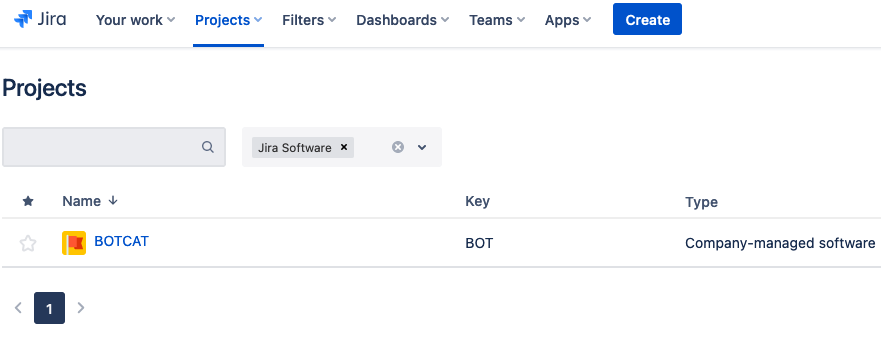 Jira Your work Projects Filters Dashboards Teams Apps Create
Projects
Jira Software
Name Key Type
BOTCAT BOT Company-managed software
1